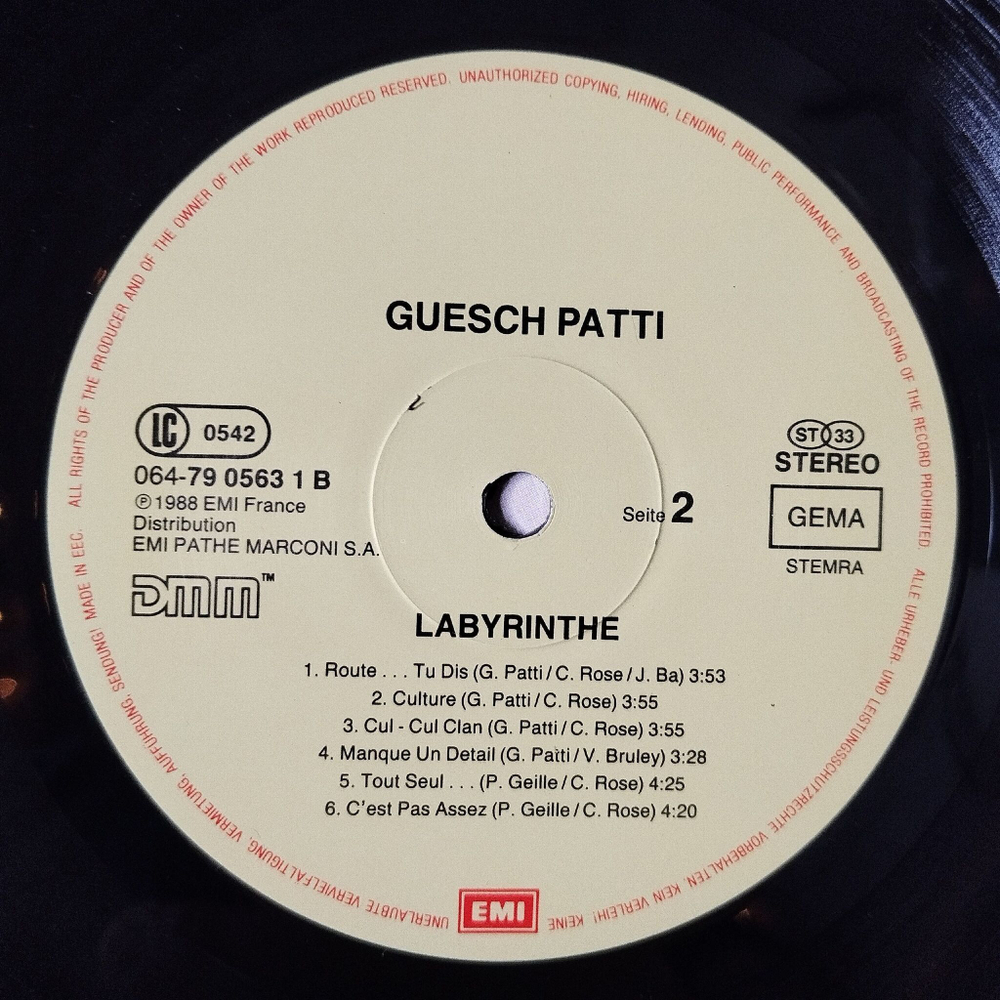 ALL RIGHTS OF THE PRODUCER AND OF THE OWNER OF THE WORK REPRODUCED RESERVED. UNAUTHORIZED COPYING, HIRING, LENDING, PUBLIC PERFORMANCE AND BROADCASTING OF THE RECORD PROHIBITED.
ALLE URHEBER- UND LEISTUNGSSCHUTZRECHTE VORBEHALTEN. KEIN VERLEIH! KEINE UNERLAUBTE VERVIELFÄLTIGUNG, VERMIETUNG, AUFFÜHRUNG, SENDUNG! MADE IN EEC.
GUESCH PATTI
LC 0542
064-79 0563 1 B
℗ 1988 EMI France
Distribution
EMI PATHE MARCONI S.A.
DMM™
ST 33
STEREO
GEMA
STEMRA
Seite 2
LABYRINTHE
1. Route . . . Tu Dis (G. Patti / C. Rose / J. Ba) 3:53
2. Culture (G. Patti / C. Rose) 3:55
3. Cul - Cul Clan (G. Patti / C. Rose) 3:55
4. Manque Un Detail (G. Patti / V. Bruley) 3:28
5. Tout Seul . . . (P. Geille / C. Rose) 4:25
6. C'est Pas Assez (P. Geille / C. Rose) 4:20
EMI